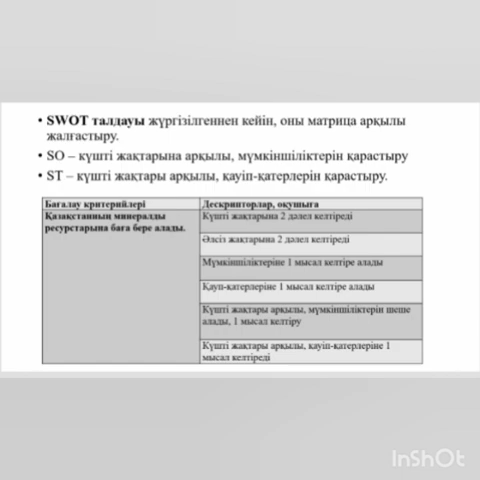 • SWOT талдауы жүргізілгеннен кейін, оны матрица арқылы
жалғастыру.
• SO – күшті жақтарына арқылы, мүмкіншіліктерін қарастыру
• ST – күшті жақтары арқылы, қауіп-қатерлерін қарастыру.
Бағалау критерийлері
Дескрипторлар, оқушыға
Қазақстанның минералды
ресурстарына баға бере алады.
Күшті жақтарына 2 дәлел келтіреді
Әлсіз жақтарына 2 дәлел келтіреді
Мүмкіншіліктеріне 1 мысал келтіре алады
Қауп-қатерлеріне 1 мысал келтіре алады
Күшті жақтары арқылы, мүмкіншіліктерін шеше
алады, 1 мысал келтіру
Күшті жақтары арқылы, қауіп-қатерлеріне 1
мысал келтіреді
InShOt